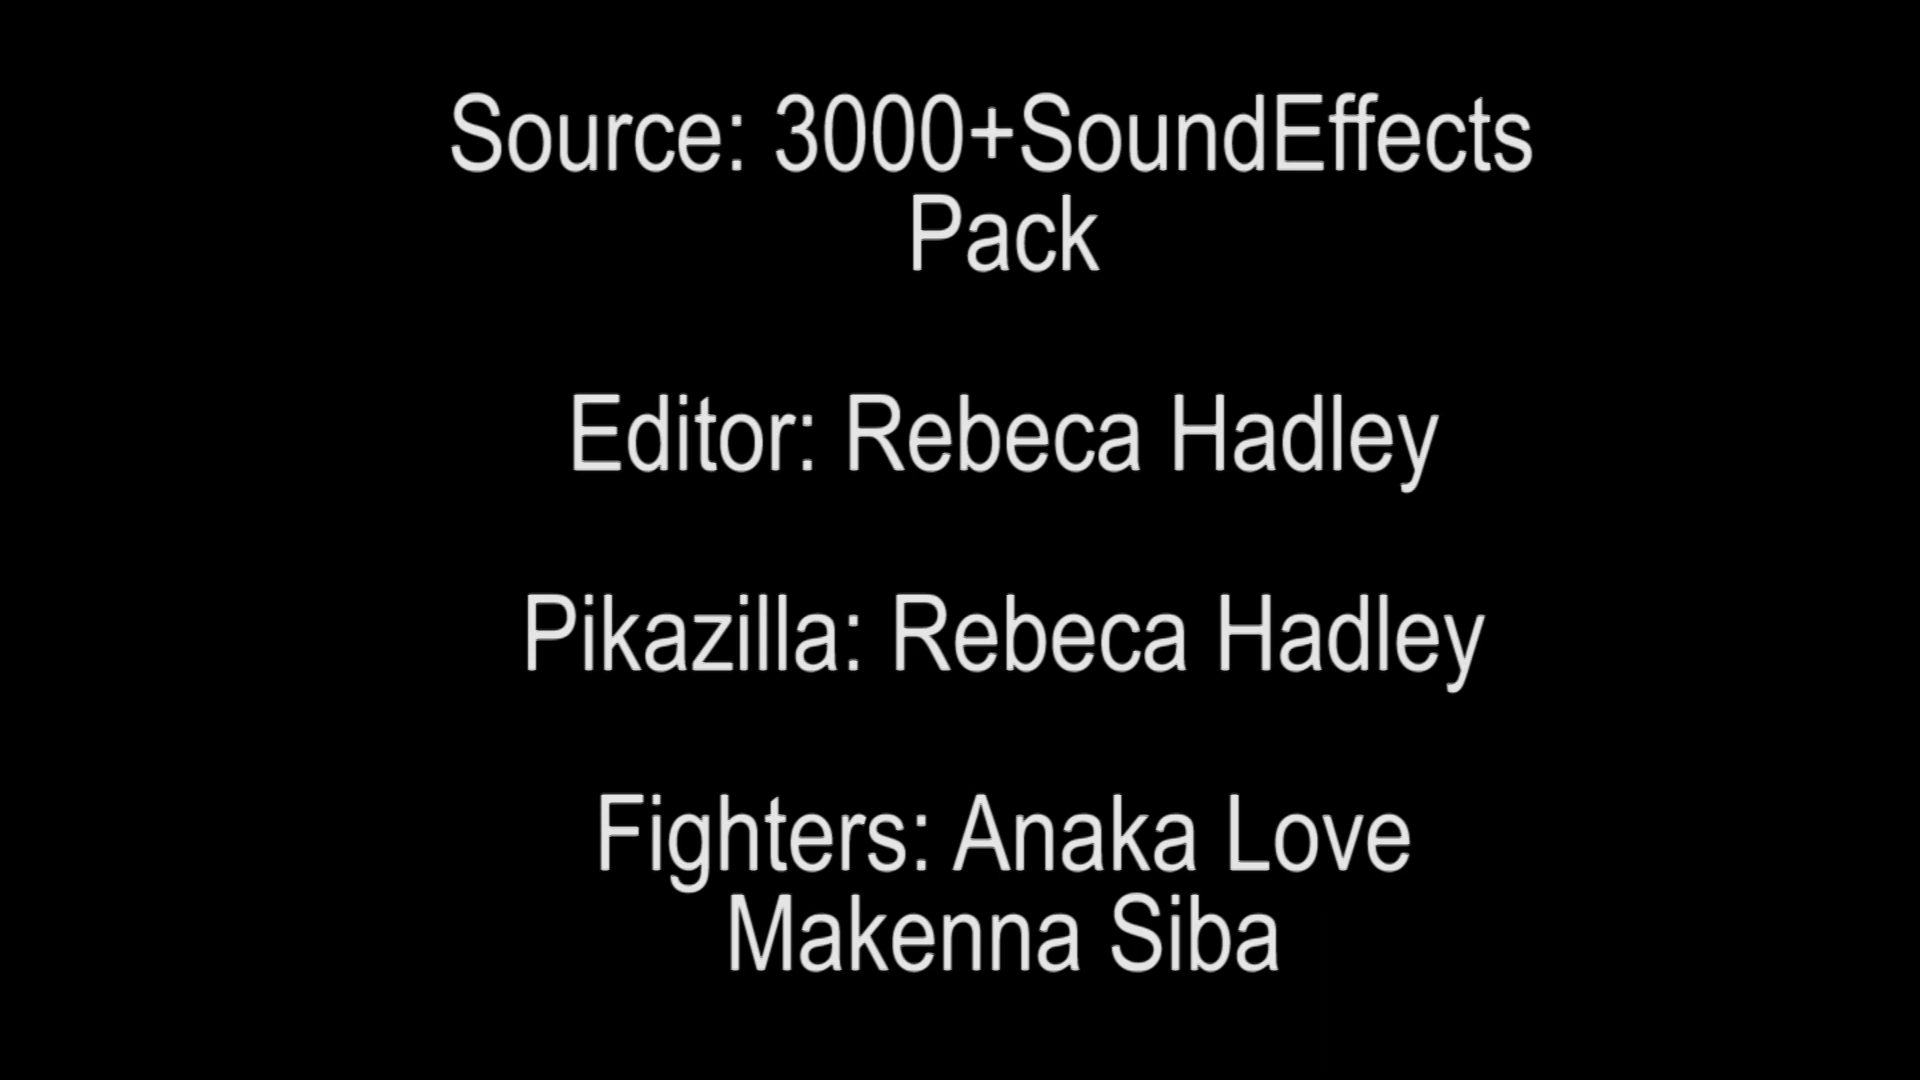 Source: 3000+SoundEffects
Pack
Editor: Rebeca Hadley
Pikazilla: Rebeca Hadley
Fighters: Anaka Love
Makenna Siba